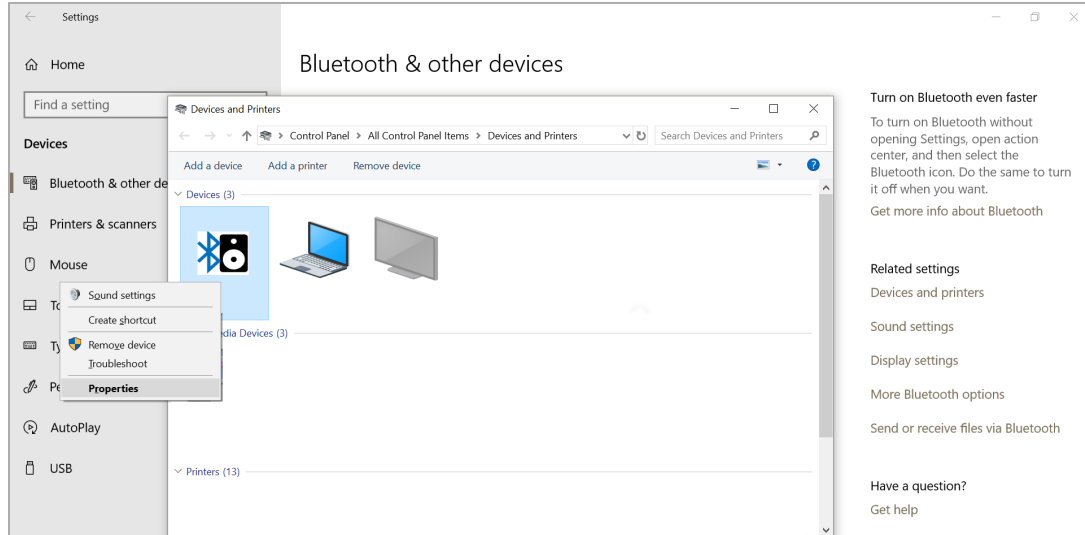 Settings
Home
Find a setting
Devices
Bluetooth & other de
Printers & scanners
Mouse
AutoPlay
USB
Bluetooth & other devices
Devices and Printers
Control Panel > All Control Panel Items > Devices and Printers
Search Devices and Printers
Add a device Add a printer Remove device
Devices (3)
dia Devices (3)
Printers (13)
Sound settings
Create shortcut
Remove device
Troubleshoot
Properties
Turn on Bluetooth even faster
To turn on Bluetooth without
opening Settings, open action
center, and then select the
Bluetooth icon. Do the same to turn
it off when you want.
Get more info about Bluetooth
Related settings
Devices and printers
Sound settings
Display settings
More Bluetooth options
Send or receive files via Bluetooth
Have a question?
Get help